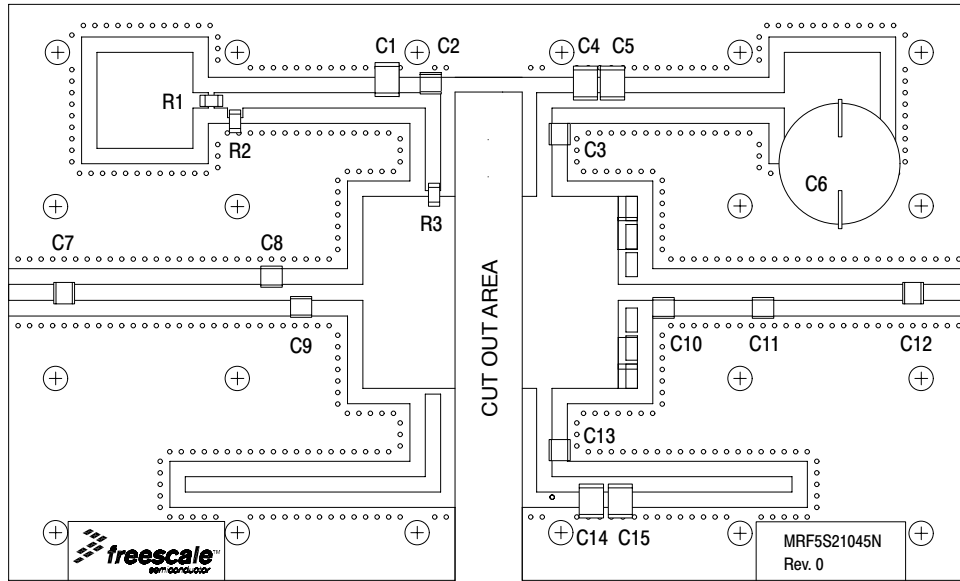 C1
C2
C4
C5
R1
R2
C3
C6
R3
C7
C8
C9
CUT OUT AREA
C10
C11
C12
C13
C14
C15
freescale™
semiconductor
MRF5S21045N
Rev. 0